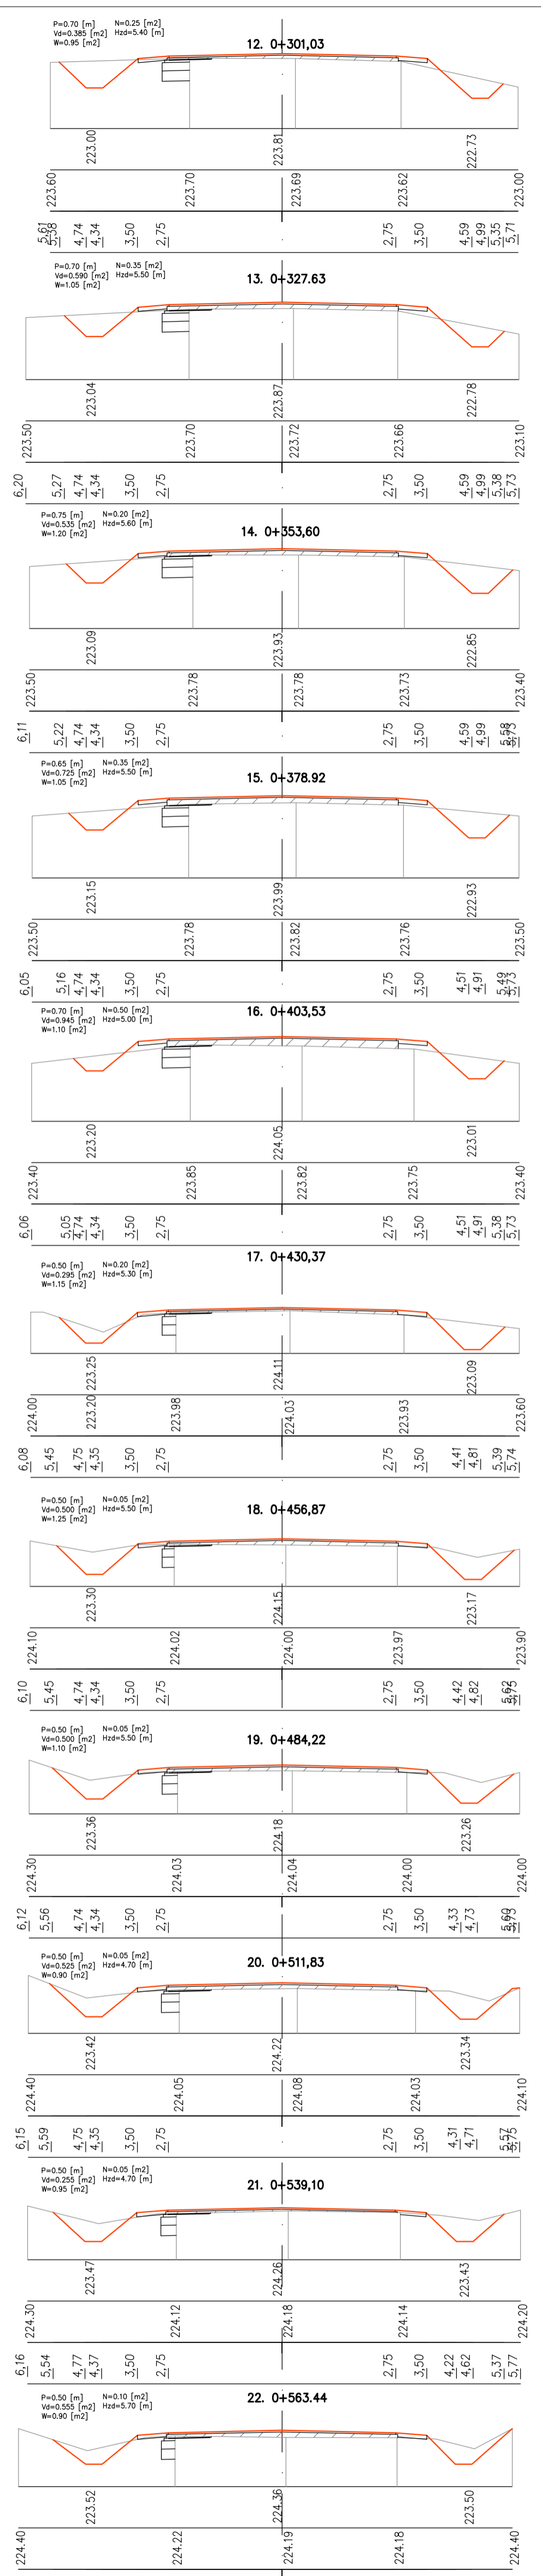 P=0.70 [m] N=0.25 [m2]
Vd=0.385 [m2] Hzd=5.40 [m]
W=0.95 [m2]
12. 0+301,03
223.00 223.81 222.73
223.60 223.70 223.69 223.62 223.00
5,61 5,38 4,74 4,34 3,50 2,75 2,75 3,50 4,59 4,99 5,35 5,71
P=0.70 [m] N=0.35 [m2]
Vd=0.590 [m2] Hzd=5.50 [m]
W=1.05 [m2]
13. 0+327.63
223.04 223.87 222.78
223.50 223.70 223.72 223.66 223.10
6,20 5,27 4,74 4,34 3,50 2,75 2,75 3,50 4,59 4,99 5,38 5,73
P=0.75 [m] N=0.20 [m2]
Vd=0.535 [m2] Hzd=5.60 [m]
W=1.20 [m2]
14. 0+353,60
223.09 223.93 222.85
223.50 223.78 223.78 223.73 223.40
6,11 5,22 4,74 4,34 3,50 2,75 2,75 3,50 4,59 4,99 5,58 5,73
P=0.65 [m] N=0.35 [m2]
Vd=0.725 [m2] Hzd=5.50 [m]
W=1.05 [m2]
15. 0+378.92
223.15 223.99 222.93
223.50 223.78 223.82 223.76 223.50
6,05 5,16 4,74 4,34 3,50 2,75 2,75 3,50 4,51 4,91 5,49 5,73
P=0.70 [m] N=0.50 [m2]
Vd=0.945 [m2] Hzd=5.00 [m]
W=1.10 [m2]
16. 0+403,53
223.20 224.05 223.01
223.40 223.85 223.82 223.75 223.40
6,06 5,05 4,74 4,34 3,50 2,75 2,75 3,50 4,51 4,91 5,38 5,73
P=0.50 [m] N=0.20 [m2]
Vd=0.295 [m2] Hzd=5.30 [m]
W=1.15 [m2]
17. 0+430,37
223.25 224.11 223.09
224.00 223.20 223.98 224.03 223.93 223.60
6,08 5,45 4,75 4,35 3,50 2,75 2,75 3,50 4,41 4,81 5,39 5,74
P=0.50 [m] N=0.05 [m2]
Vd=0.500 [m2] Hzd=5.50 [m]
W=1.25 [m2]
18. 0+456,87
223.30 224.15 223.17
224.10 224.02 224.00 223.97 223.90
6,10 5,45 4,74 4,34 3,50 2,75 2,75 3,50 4,42 4,82 5,62 5,75
P=0.50 [m] N=0.05 [m2]
Vd=0.500 [m2] Hzd=5.50 [m]
W=1.10 [m2]
19. 0+484,22
223.36 224.18 223.26
224.30 224.03 224.04 224.00 224.00
6,12 5,56 4,74 4,34 3,50 2,75 2,75 3,50 4,33 4,73 5,60 5,73
P=0.50 [m] N=0.05 [m2]
Vd=0.525 [m2] Hzd=4.70 [m]
W=0.90 [m2]
20. 0+511,83
223.42 224.22 223.34
224.40 224.05 224.08 224.03 224.10
6,15 5,59 4,75 4,35 3,50 2,75 2,75 3,50 4,31 4,71 5,57 5,75
P=0.50 [m] N=0.05 [m2]
Vd=0.255 [m2] Hzd=4.70 [m]
W=0.95 [m2]
21. 0+539,10
223.47 224.26 223.43
224.30 224.12 224.18 224.14 224.20
6,16 5,54 4,77 4,37 3,50 2,75 2,75 3,50 4,22 4,62 5,37 5,77
P=0.50 [m] N=0.10 [m2]
Vd=0.555 [m2] Hzd=5.70 [m]
W=0.90 [m2]
22. 0+563.44
223.52 224.36 223.50
224.40 224.22 224.19 224.18 224.40